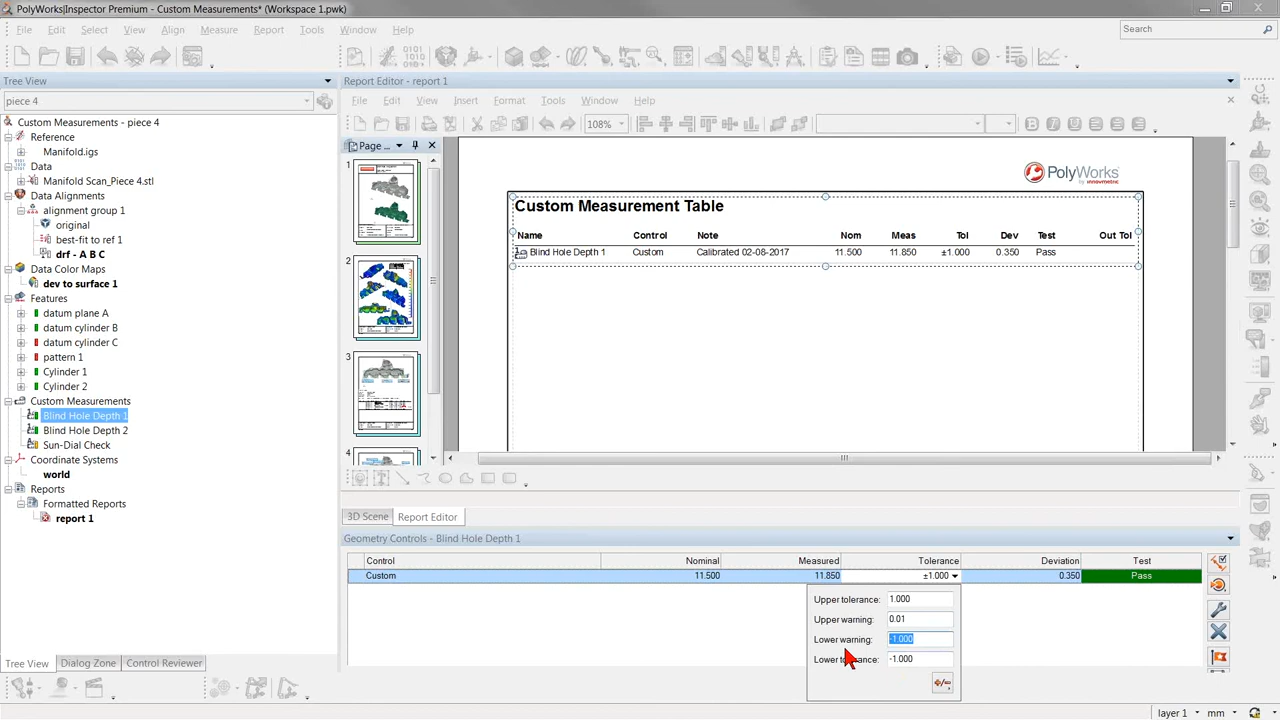 PolyWorks|Inspector Premium - Custom Measurements* (Workspace 1.pwk)
File Edit Select View Align Measure Report Tools Window Help
Search
Tree View
piece 4
Custom Measurements - piece 4
Reference
Manifold.igs
Data
Manifold Scan_Piece 4.stl
Data Alignments
alignment group 1
original
best-fit to ref 1
drf - A B C
Data Color Maps
dev to surface 1
Features
datum plane A
datum cylinder B
datum cylinder C
pattern 1
Cylinder 1
Cylinder 2
Custom Measurements
Blind Hole Depth 1
Blind Hole Depth 2
Sun-Dial Check
Coordinate Systems
world
Reports
Formatted Reports
report 1
Tree View Dialog Zone Control Reviewer
Report Editor - report 1
File Edit View Insert Format Tools Window Help
108%
Page ...
1
2
3
4
PolyWorks
by innovmetric
Custom Measurement Table
Name Control Note Nom Meas Tol Dev Test Out Tol
Blind Hole Depth 1 Custom Calibrated 02-08-2017 11.500 11.850 ±1.000 0.350 Pass
3D Scene Report Editor
Geometry Controls - Blind Hole Depth 1
Control Nominal Measured Tolerance Deviation Test
Custom 11.500 11.850 ±1.000 0.350 Pass
Upper tolerance: 1.000
Upper warning: 0.01
Lower warning: -1.000
Lower tolerance: -1.000
+/-
layer 1 mm